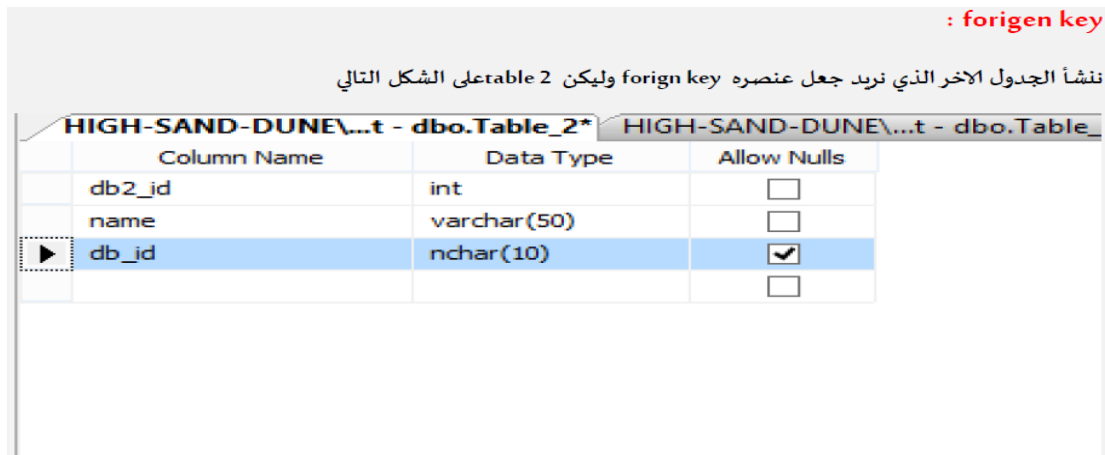 : forigen key
ننشأ الجدول الاخر الذي نريد جعل عنصره forign key وليكن table 2على الشكل التالي
HIGH-SAND-DUNE\...t - dbo.Table_2* HIGH-SAND-DUNE\...t - dbo.Table_
Column Name Data Type Allow Nulls
db2_id int
name varchar(50)
db_id nchar(10)